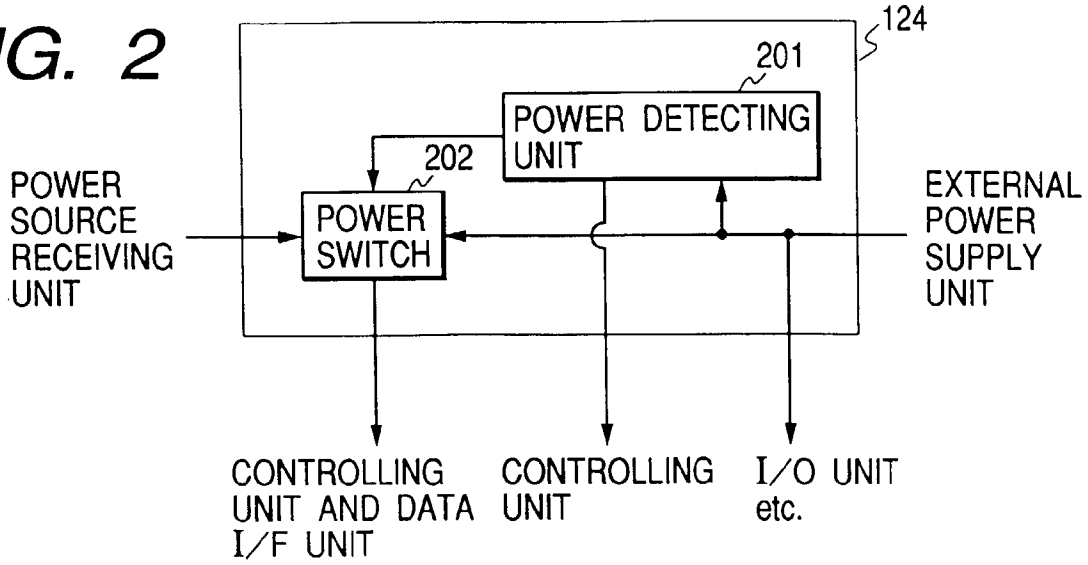 IG. 2
124
201
POWER DETECTING
UNIT
202
POWER
SWITCH
POWER
SOURCE
RECEIVING
UNIT
EXTERNAL
POWER
SUPPLY
UNIT
CONTROLLING
UNIT AND DATA
I/F UNIT
CONTROLLING
UNIT
I/O UNIT
etc.